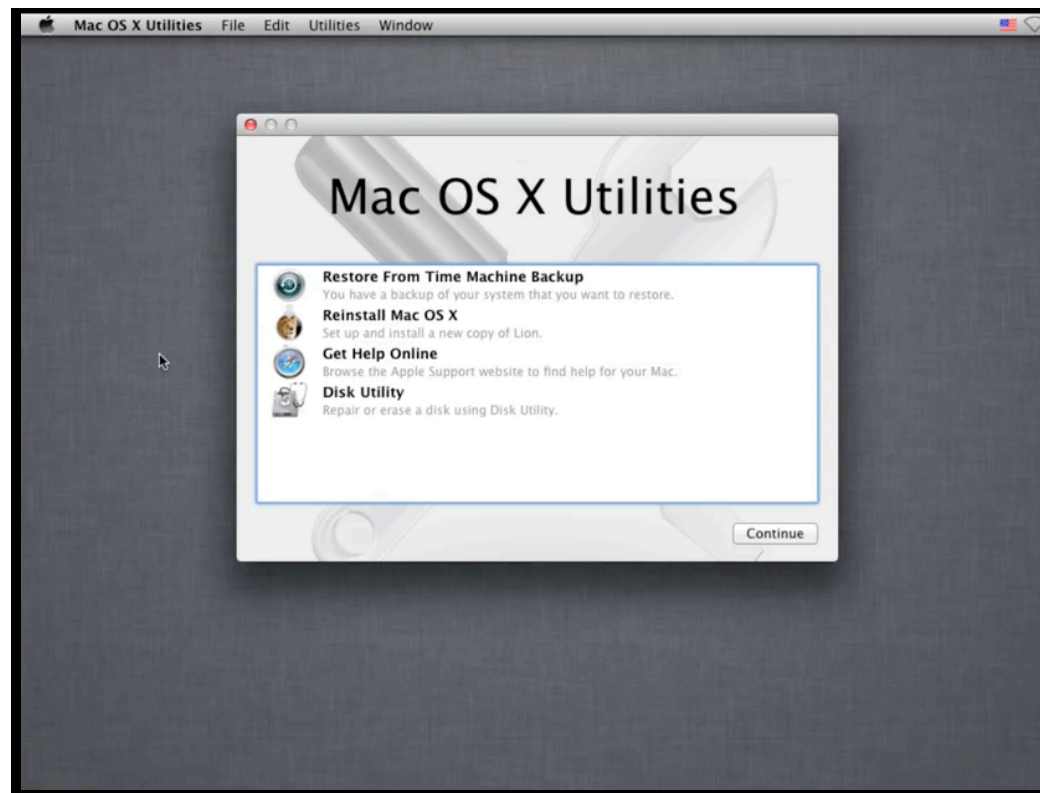 Mac OS X Utilities File Edit Utilities Window
Mac OS X Utilities
Restore From Time Machine Backup
You have a backup of your system that you want to restore.
Reinstall Mac OS X
Set up and install a new copy of Lion.
Get Help Online
Browse the Apple Support website to find help for your Mac.
Disk Utility
Repair or erase a disk using Disk Utility.
Continue